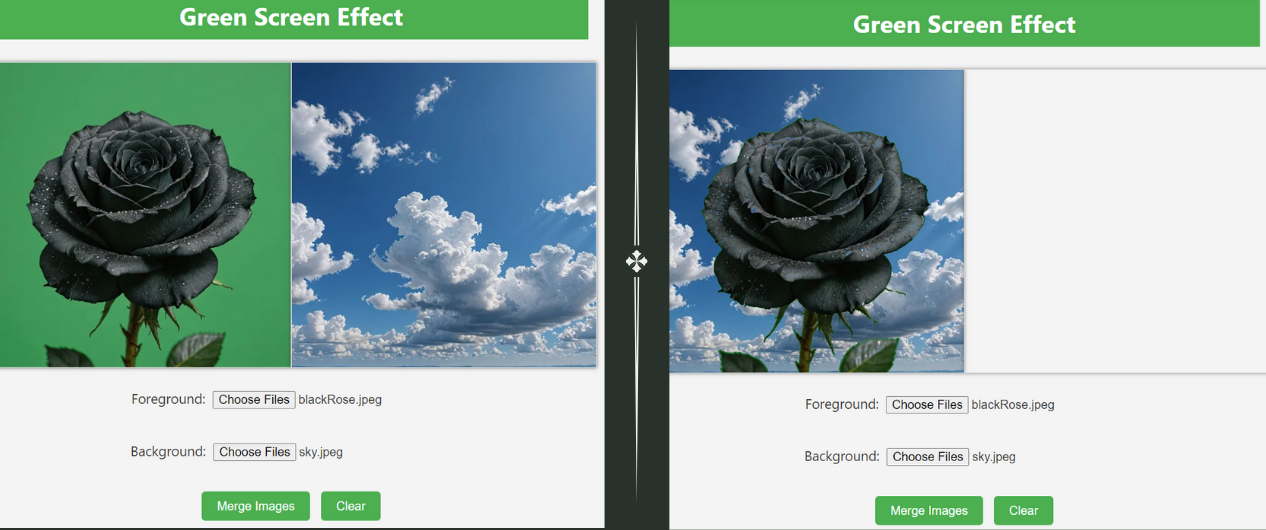 Green Screen Effect
Foreground: Choose Files blackRose.jpeg
Background: Choose Files sky.jpeg
Merge Images Clear
Green Screen Effect
Foreground: Choose Files blackRose.jpeg
Background: Choose Files sky.jpeg
Merge Images Clear